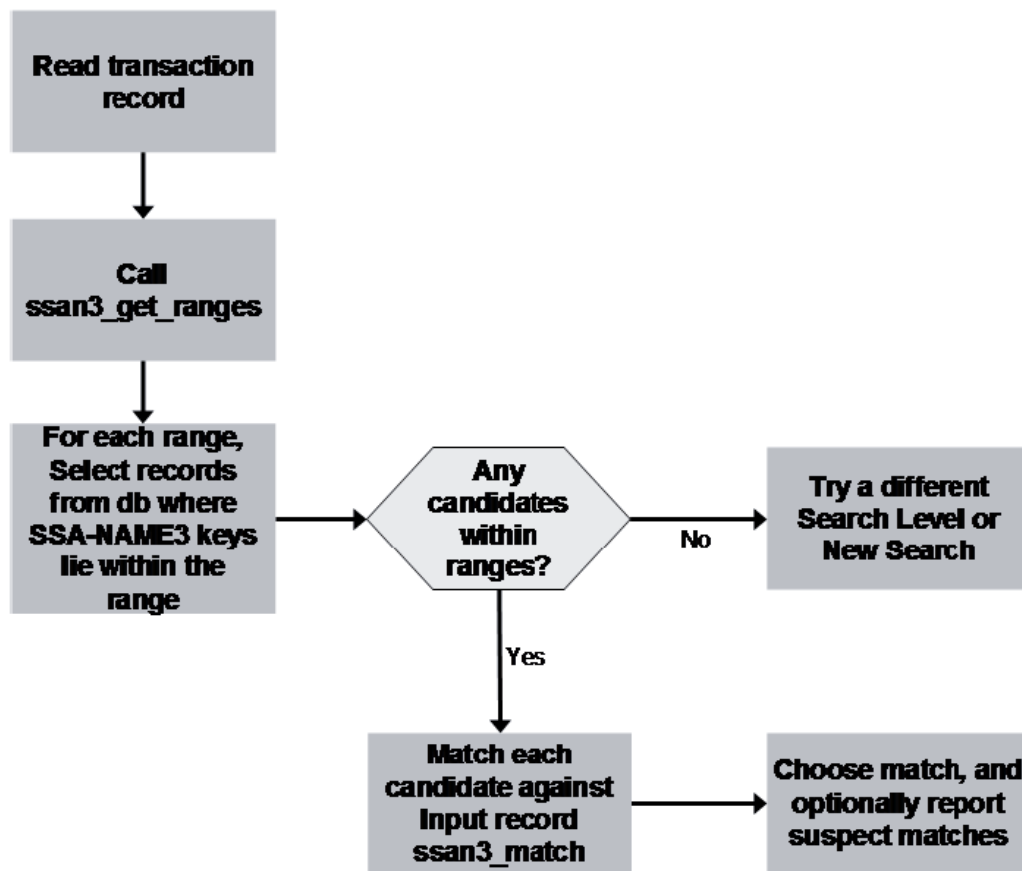 Read transaction
record
Call
ssan3_get_ranges
For each range,
Select records
from db where
SSA-NAME3 keys
lie within the
range
Any
candidates
within
ranges?
No
Try a different
Search Level or
New Search
Yes
Match each
candidate against
Input record
ssan3_match
Choose match, and
optionally report
suspect matches